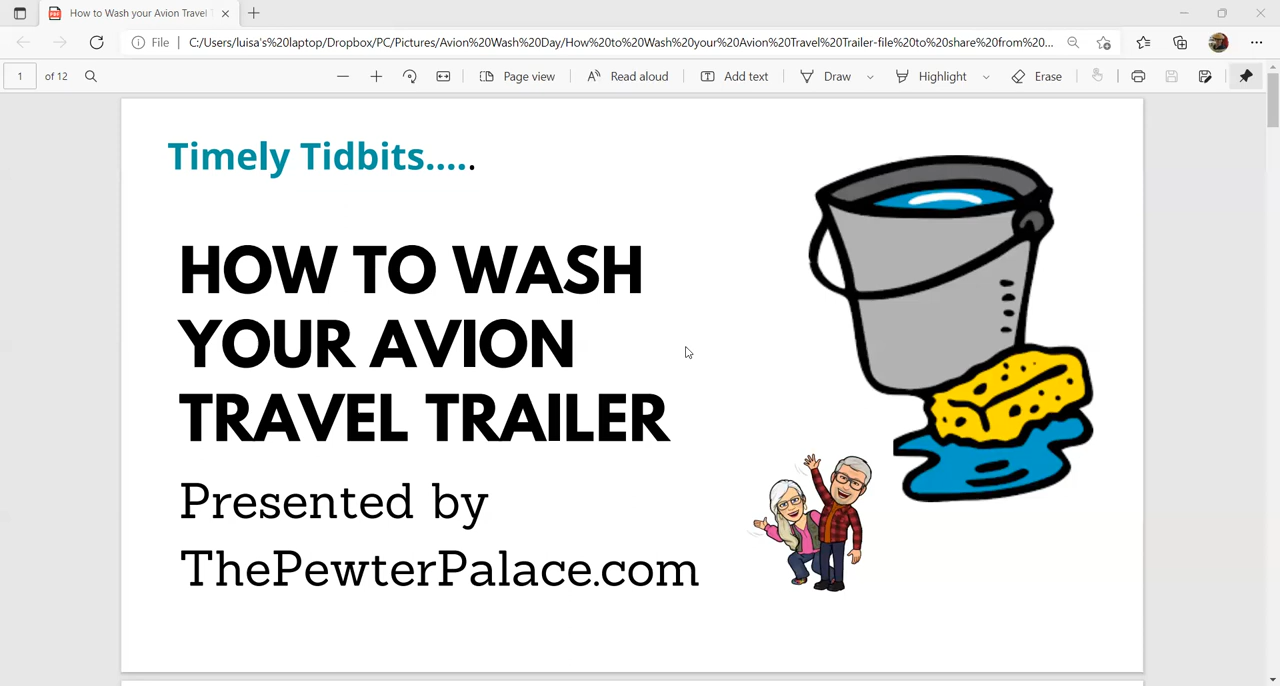 How to Wash your Avion Travel T
File
C:/Users/luisa's%20laptop/Dropbox/PC/Pictures/Avion%20Wash%20Day/How%20to%20Wash%20your%20Avion%20Travel%20Trailer-file%20to%20share%20from%20...
1 of 12
Page view
Read aloud
Add text
Draw
Highlight
Erase
Timely Tidbits.....
HOW TO WASH
YOUR AVION
TRAVEL TRAILER
Presented by
ThePewterPalace.com